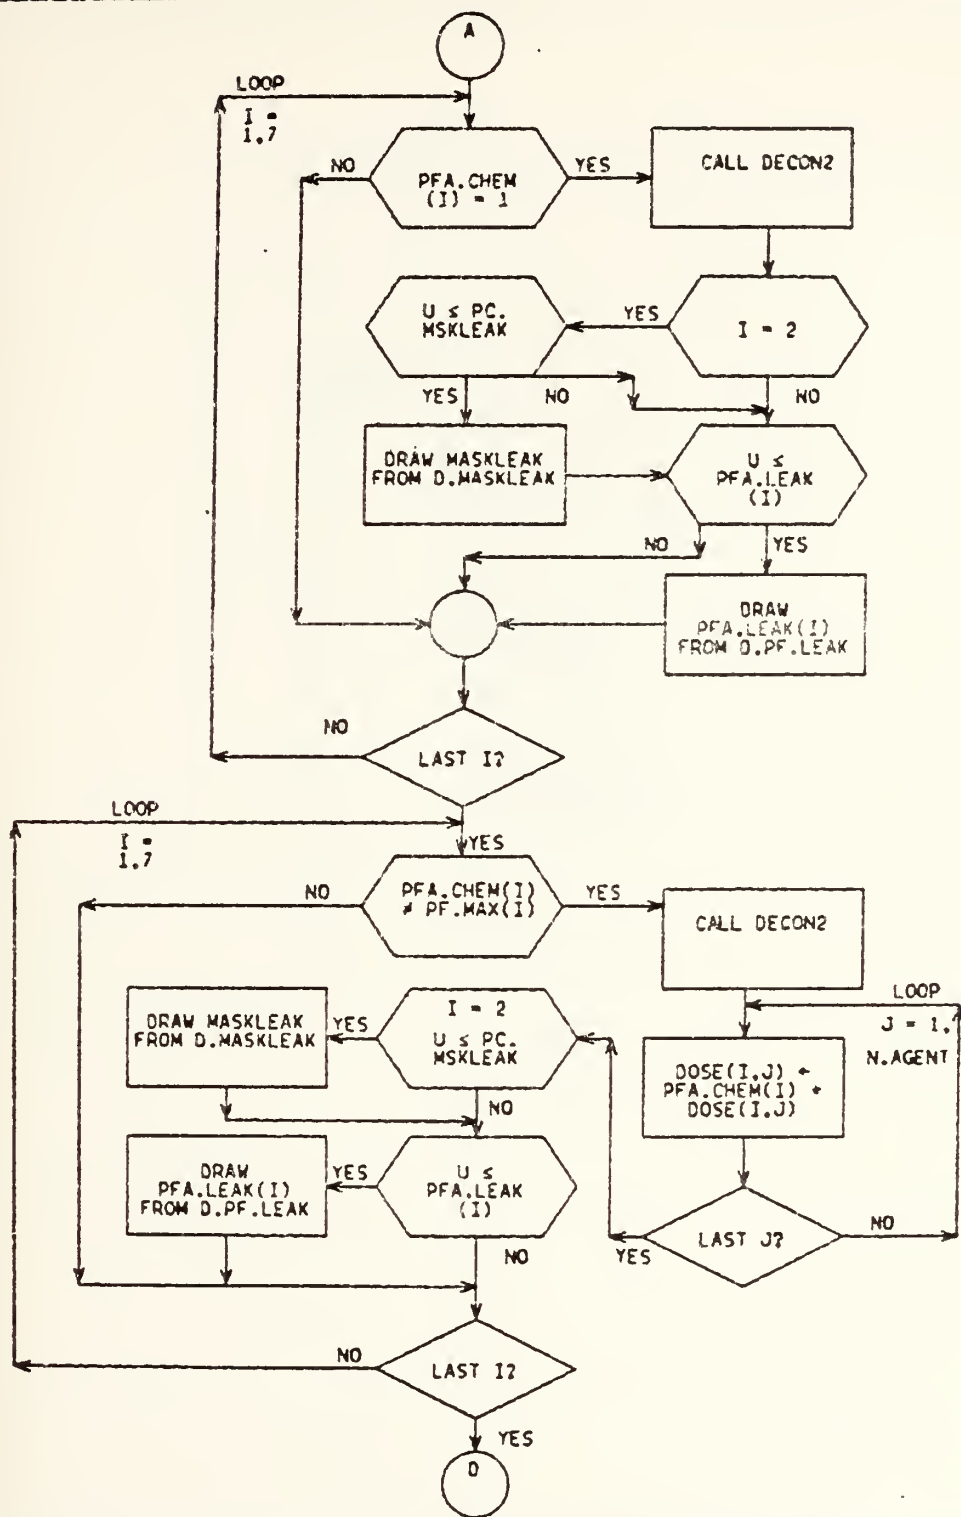 A
LOOP
I =
1,7
NO
PFA.CHEM
(I) = 1
YES
CALL DECON2
U ≤ PC.
MSKLEAK
YES
I = 2
YES
NO
NO
DRAW MASKLEAK
FROM D.MASKLEAK
U ≤
PFA.LEAK
(I)
NO
YES
DRAW
PFA.LEAK(I)
FROM D.PF.LEAK
NO
LAST I?
LOOP
I =
1,7
YES
NO
PFA.CHEM(I)
≠ PF.MAX(I)
YES
CALL DECON2
LOOP
J = 1,
N.AGENT
DRAW MASKLEAK
FROM D.MASKLEAK
YES
I = 2
U ≤ PC.
MSKLEAK
NO
DOSE(I,J) ←
PFA.CHEM(I) *
DOSE(I,J)
DRAW
PFA.LEAK(I)
FROM D.PF.LEAK
YES
U ≤
PFA.LEAK
(I)
NO
YES
LAST J?
NO
NO
LAST I?
YES
D